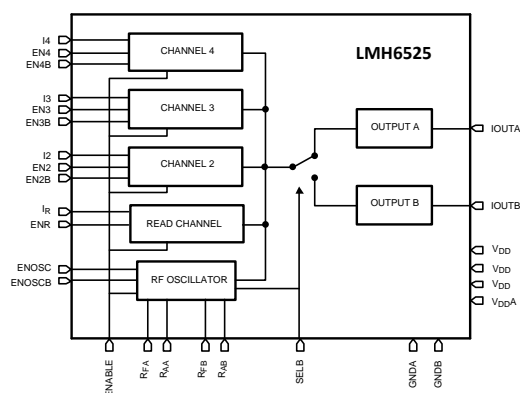 I4
EN4
EN4B
CHANNEL 4
LMH6525
I3
EN3
EN3B
CHANNEL 3
OUTPUT A
IOUTA
I2
EN2
EN2B
CHANNEL 2
OUTPUT B
IOUTB
IR
ENR
READ CHANNEL
VDD
VDD
VDD
VDDA
ENOSC
ENOSCB
RF OSCILLATOR
ENABLE
RFA
RAA
RFB
RAB
SELB
GNDA
GNDB